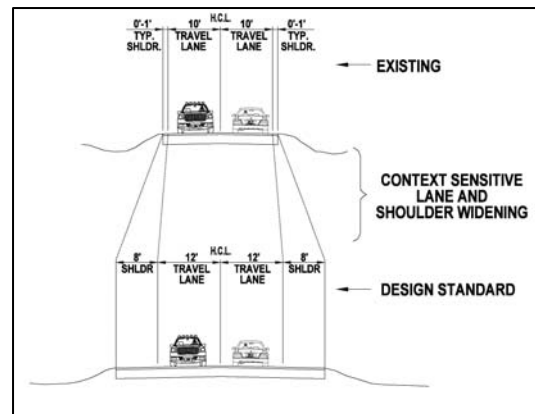 H.C.L.
0'-1' 10' 10' 0'-1'
TYP. SHLDR. TRAVEL LANE TRAVEL LANE TYP. SHLDR.
EXISTING
CONTEXT SENSITIVE
LANE AND
SHOULDER WIDENING
H.C.L.
8' 12' 12' 8'
SHLDR TRAVEL LANE TRAVEL LANE SHLDR
DESIGN STANDARD